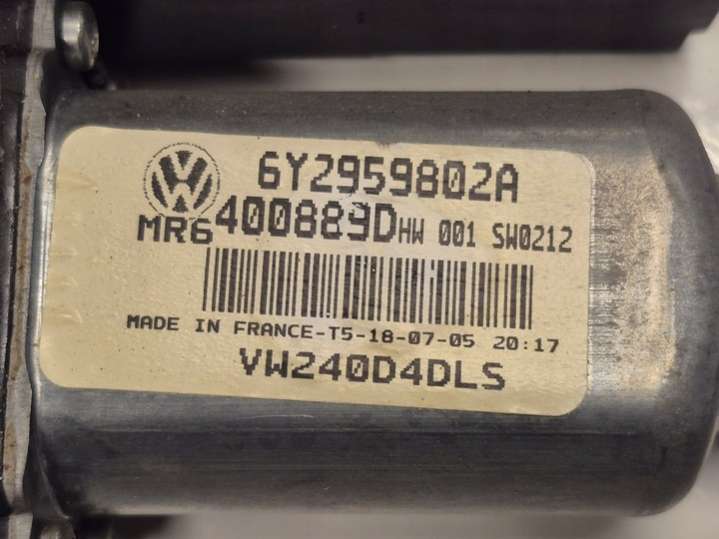 6Y2959802A
MR6 400889D HW 001 SW0212
MADE IN FRANCE-T5-18-07-05 20:17
VW240D4DLS